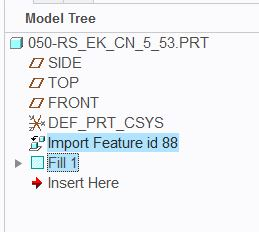 Model Tree
050-RS_EK_CN_5_53.PRT
SIDE
TOP
FRONT
DEF_PRT_CSYS
Import Feature id 88
Fill 1
Insert Here